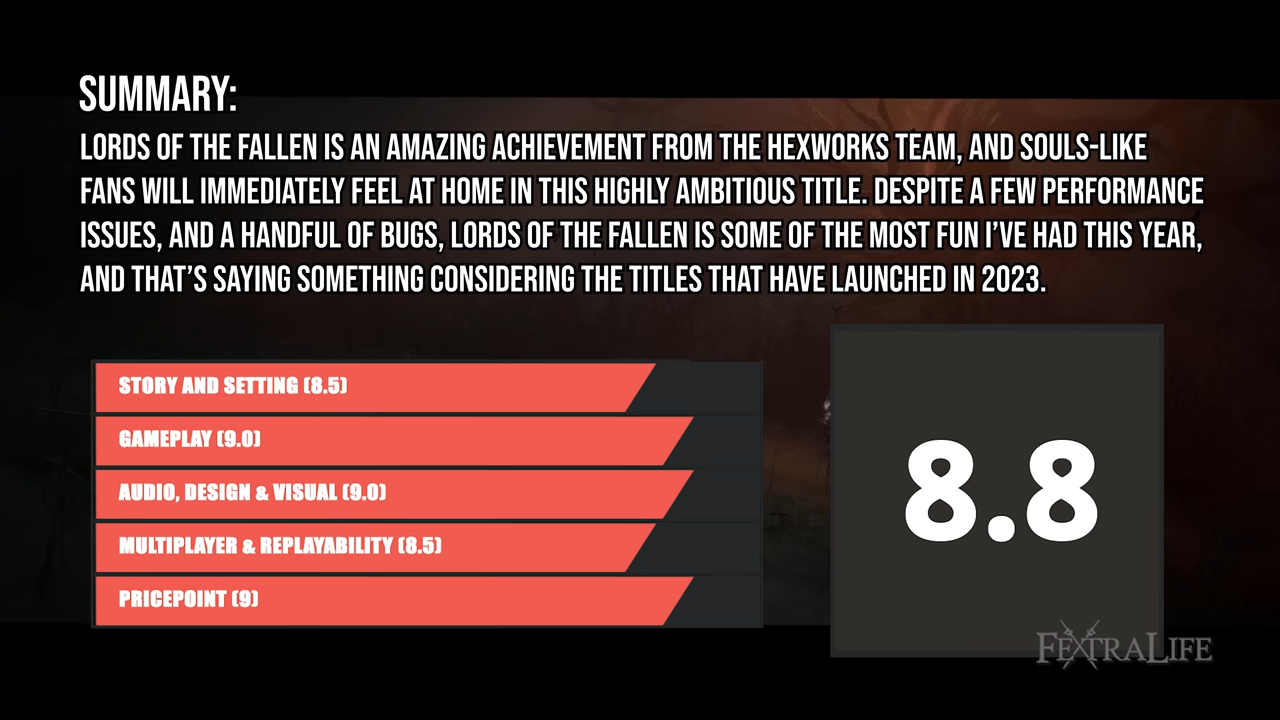 SUMMARY:
LORDS OF THE FALLEN IS AN AMAZING ACHIEVEMENT FROM THE HEXWORKS TEAM, AND SOULS-LIKE
FANS WILL IMMEDIATELY FEEL AT HOME IN THIS HIGHLY AMBITIOUS TITLE. DESPITE A FEW PERFORMANCE
ISSUES, AND A HANDFUL OF BUGS, LORDS OF THE FALLEN IS SOME OF THE MOST FUN I'VE HAD THIS YEAR,
AND THAT'S SAYING SOMETHING CONSIDERING THE TITLES THAT HAVE LAUNCHED IN 2023.
STORY AND SETTING (8.5)
GAMEPLAY (9.0)
AUDIO, DESIGN & VISUAL (9.0)
MULTIPLAYER & REPLAYABILITY (8.5)
PRICEPOINT (9)
8.8
FEXTRALIFE